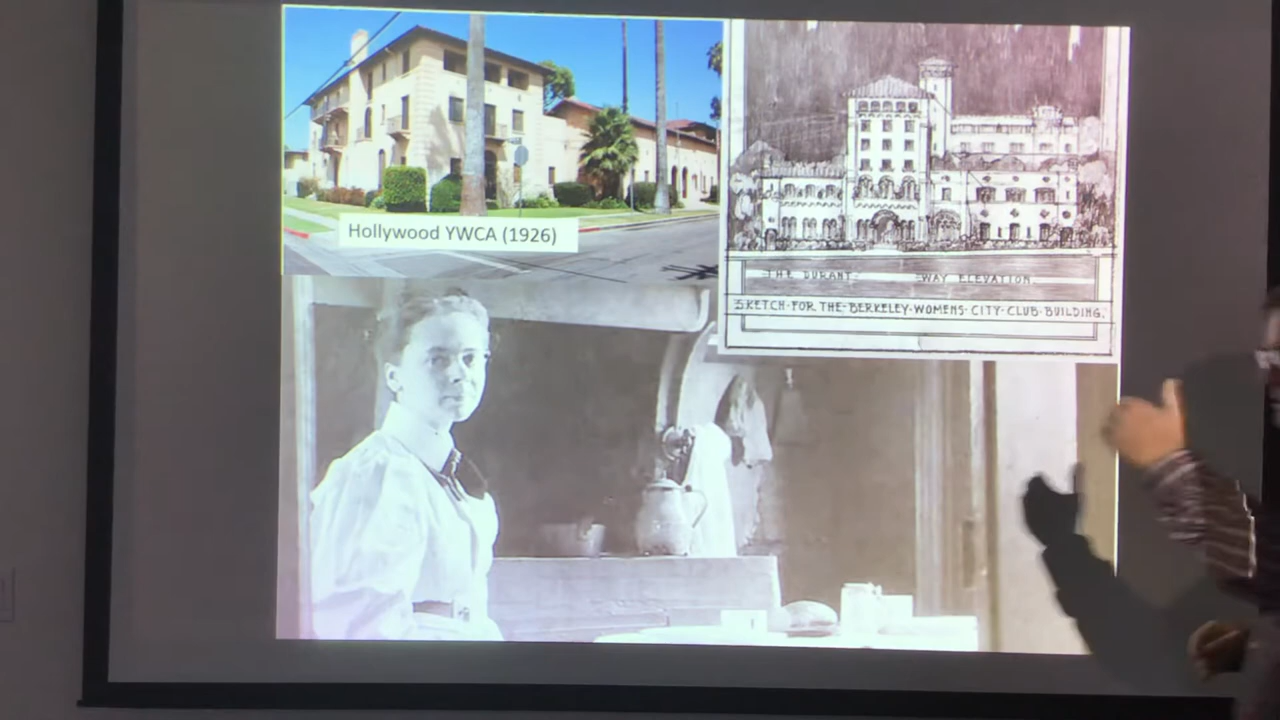 Hollywood YWCA (1926)
THE DURANT WAY ELEVATION
SKETCH·FOR·THE·BERKELEY·WOMENS·CITY·CLUB·BUILDING.